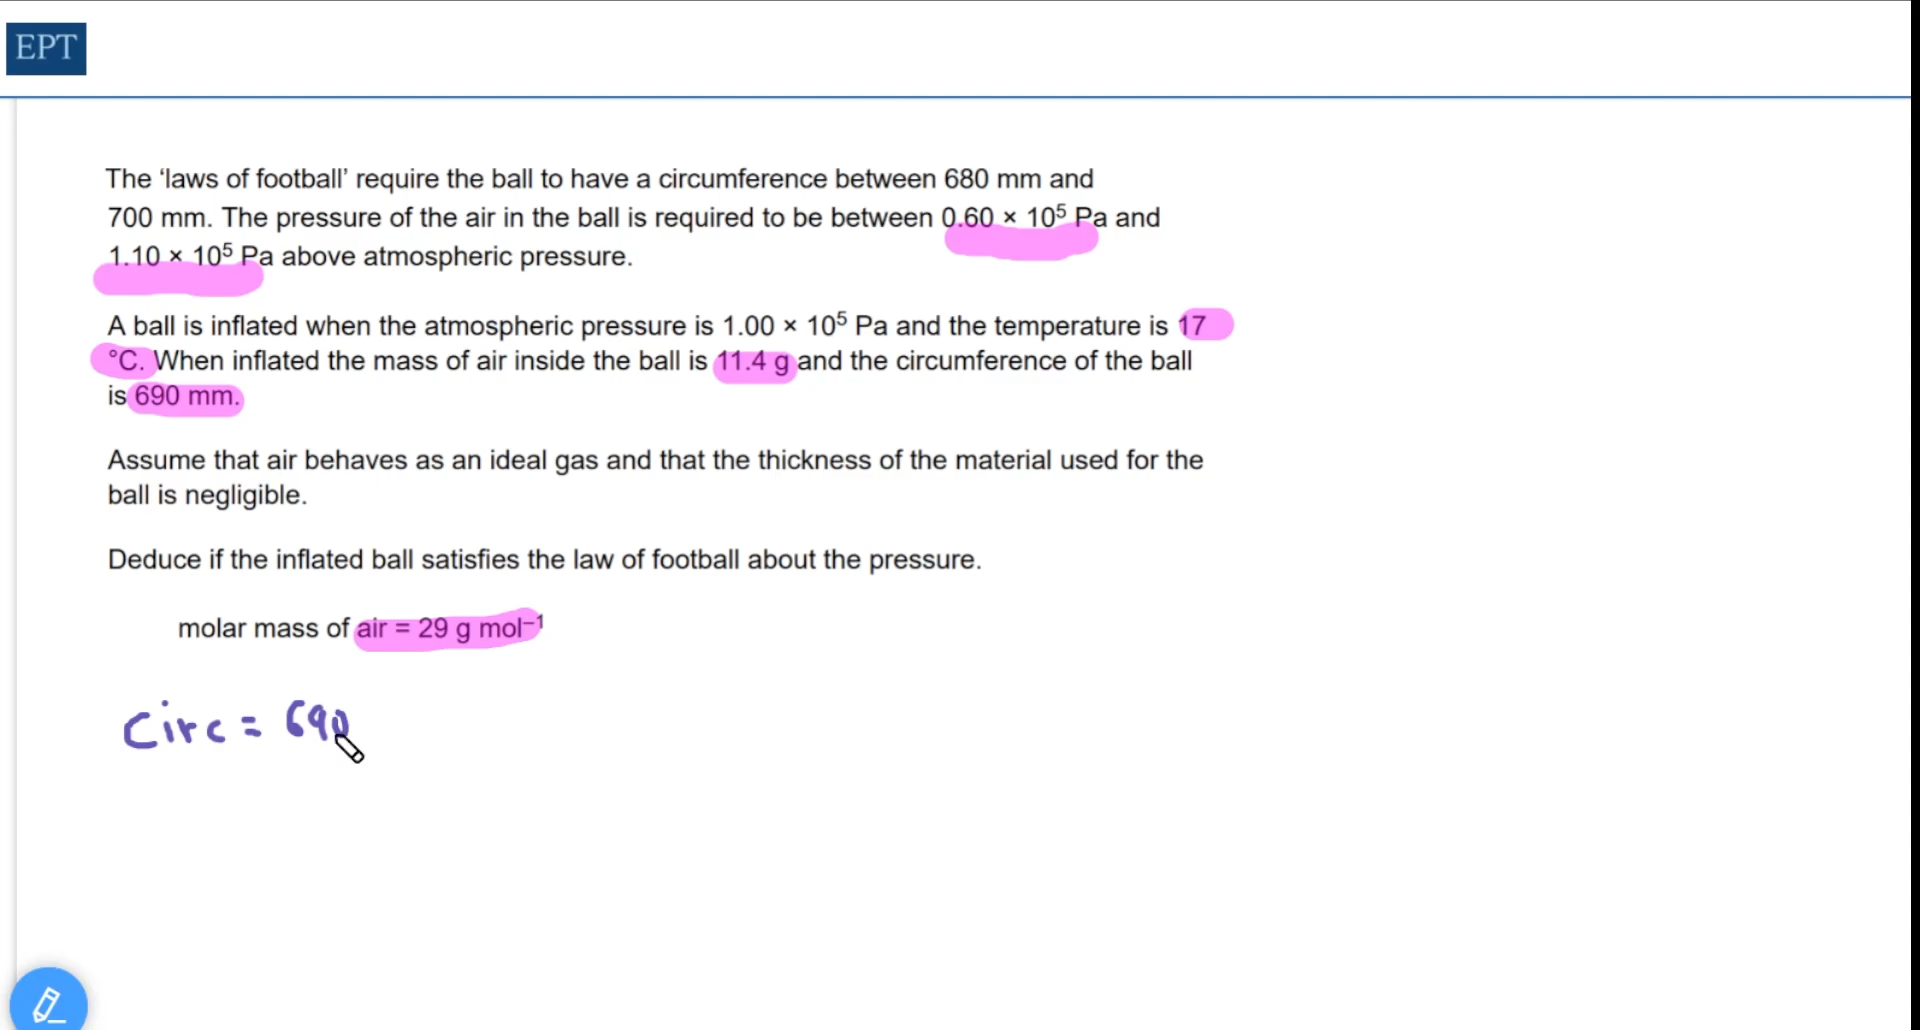 EPT
The ‘laws of football’ require the ball to have a circumference between 680 mm and
700 mm. The pressure of the air in the ball is required to be between 0.60 × 10⁵ Pa and
1.10 × 10⁵ Pa above atmospheric pressure.
A ball is inflated when the atmospheric pressure is 1.00 × 10⁵ Pa and the temperature is 17
°C. When inflated the mass of air inside the ball is 11.4 g and the circumference of the ball
is 690 mm.
Assume that air behaves as an ideal gas and that the thickness of the material used for the
ball is negligible.
Deduce if the inflated ball satisfies the law of football about the pressure.
molar mass of air = 29 g mol⁻¹
Circ = 690